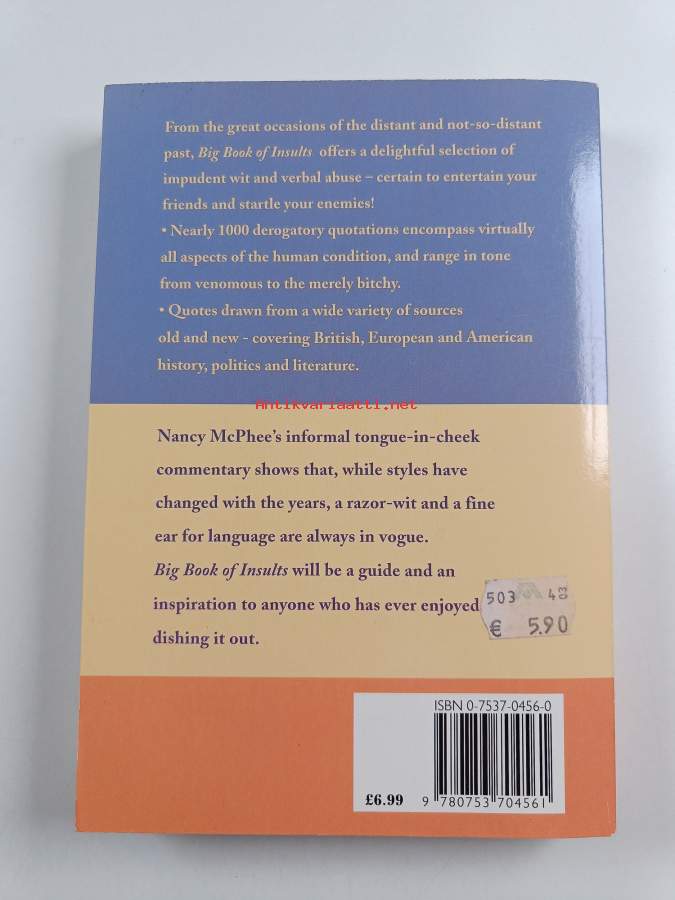 From the great occasions of the distant and not-so-distant
past, Big Book of Insults offers a delightful selection of
impudent wit and verbal abuse – certain to entertain your
friends and startle your enemies!
• Nearly 1000 derogatory quotations encompass virtually
all aspects of the human condition, and range in tone
from venomous to the merely bitchy.
• Quotes drawn from a wide variety of sources
old and new - covering British, European and American
history, politics and literature.
Antikvariaatti.net
Nancy McPhee's informal tongue-in-cheek
commentary shows that, while styles have
changed with the years, a razor-wit and a fine
ear for language are always in vogue.
Big Book of Insults will be a guide and an
inspiration to anyone who has ever enjoyed
dishing it out.
503 4 03
€ 5.90
ISBN 0-7537-0456-0
£6.99
9 780753 704561